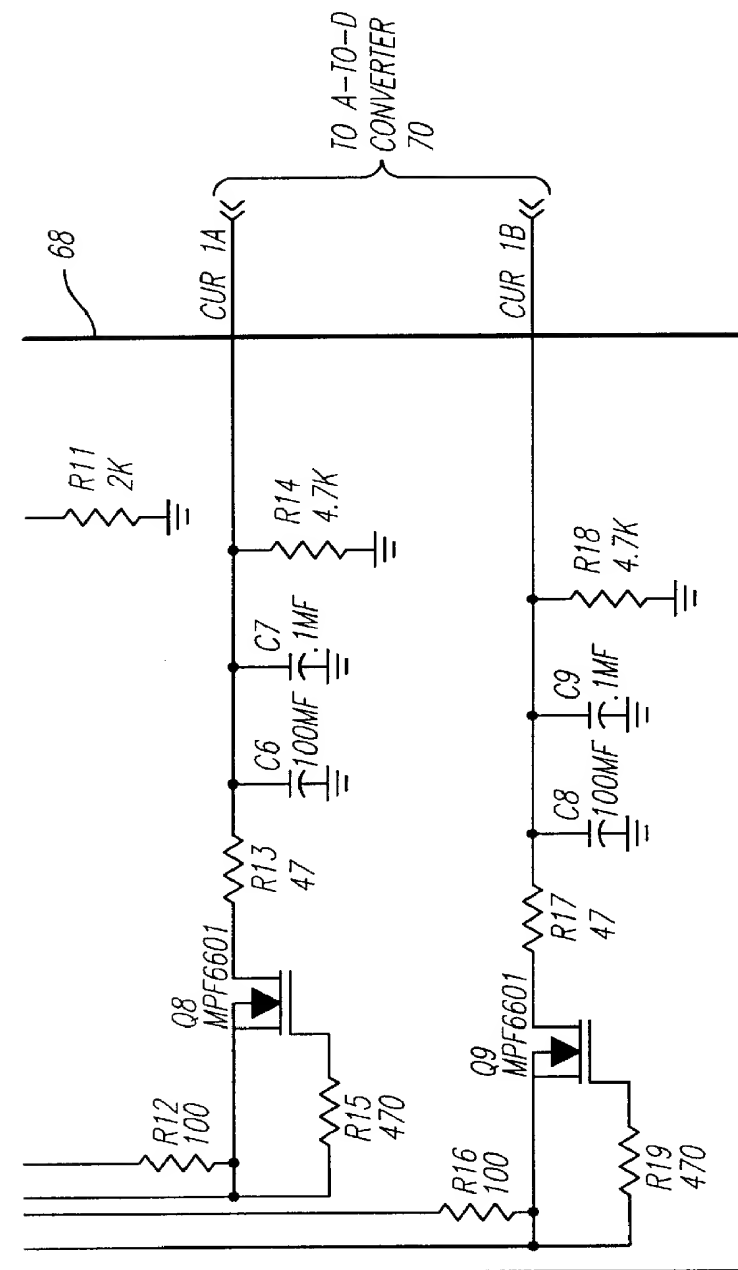 TO A-TO-D
CONVERTER
70
68
CUR 1A
CUR 1B
R11
2K
R14
4.7K
C7
.1MF
C6
100MF
R13
47
Q8
MPF6601
R12
100
R15
470
R18
4.7K
C9
.1MF
C8
100MF
R17
47
Q9
MPF6601
R16
100
R19
470